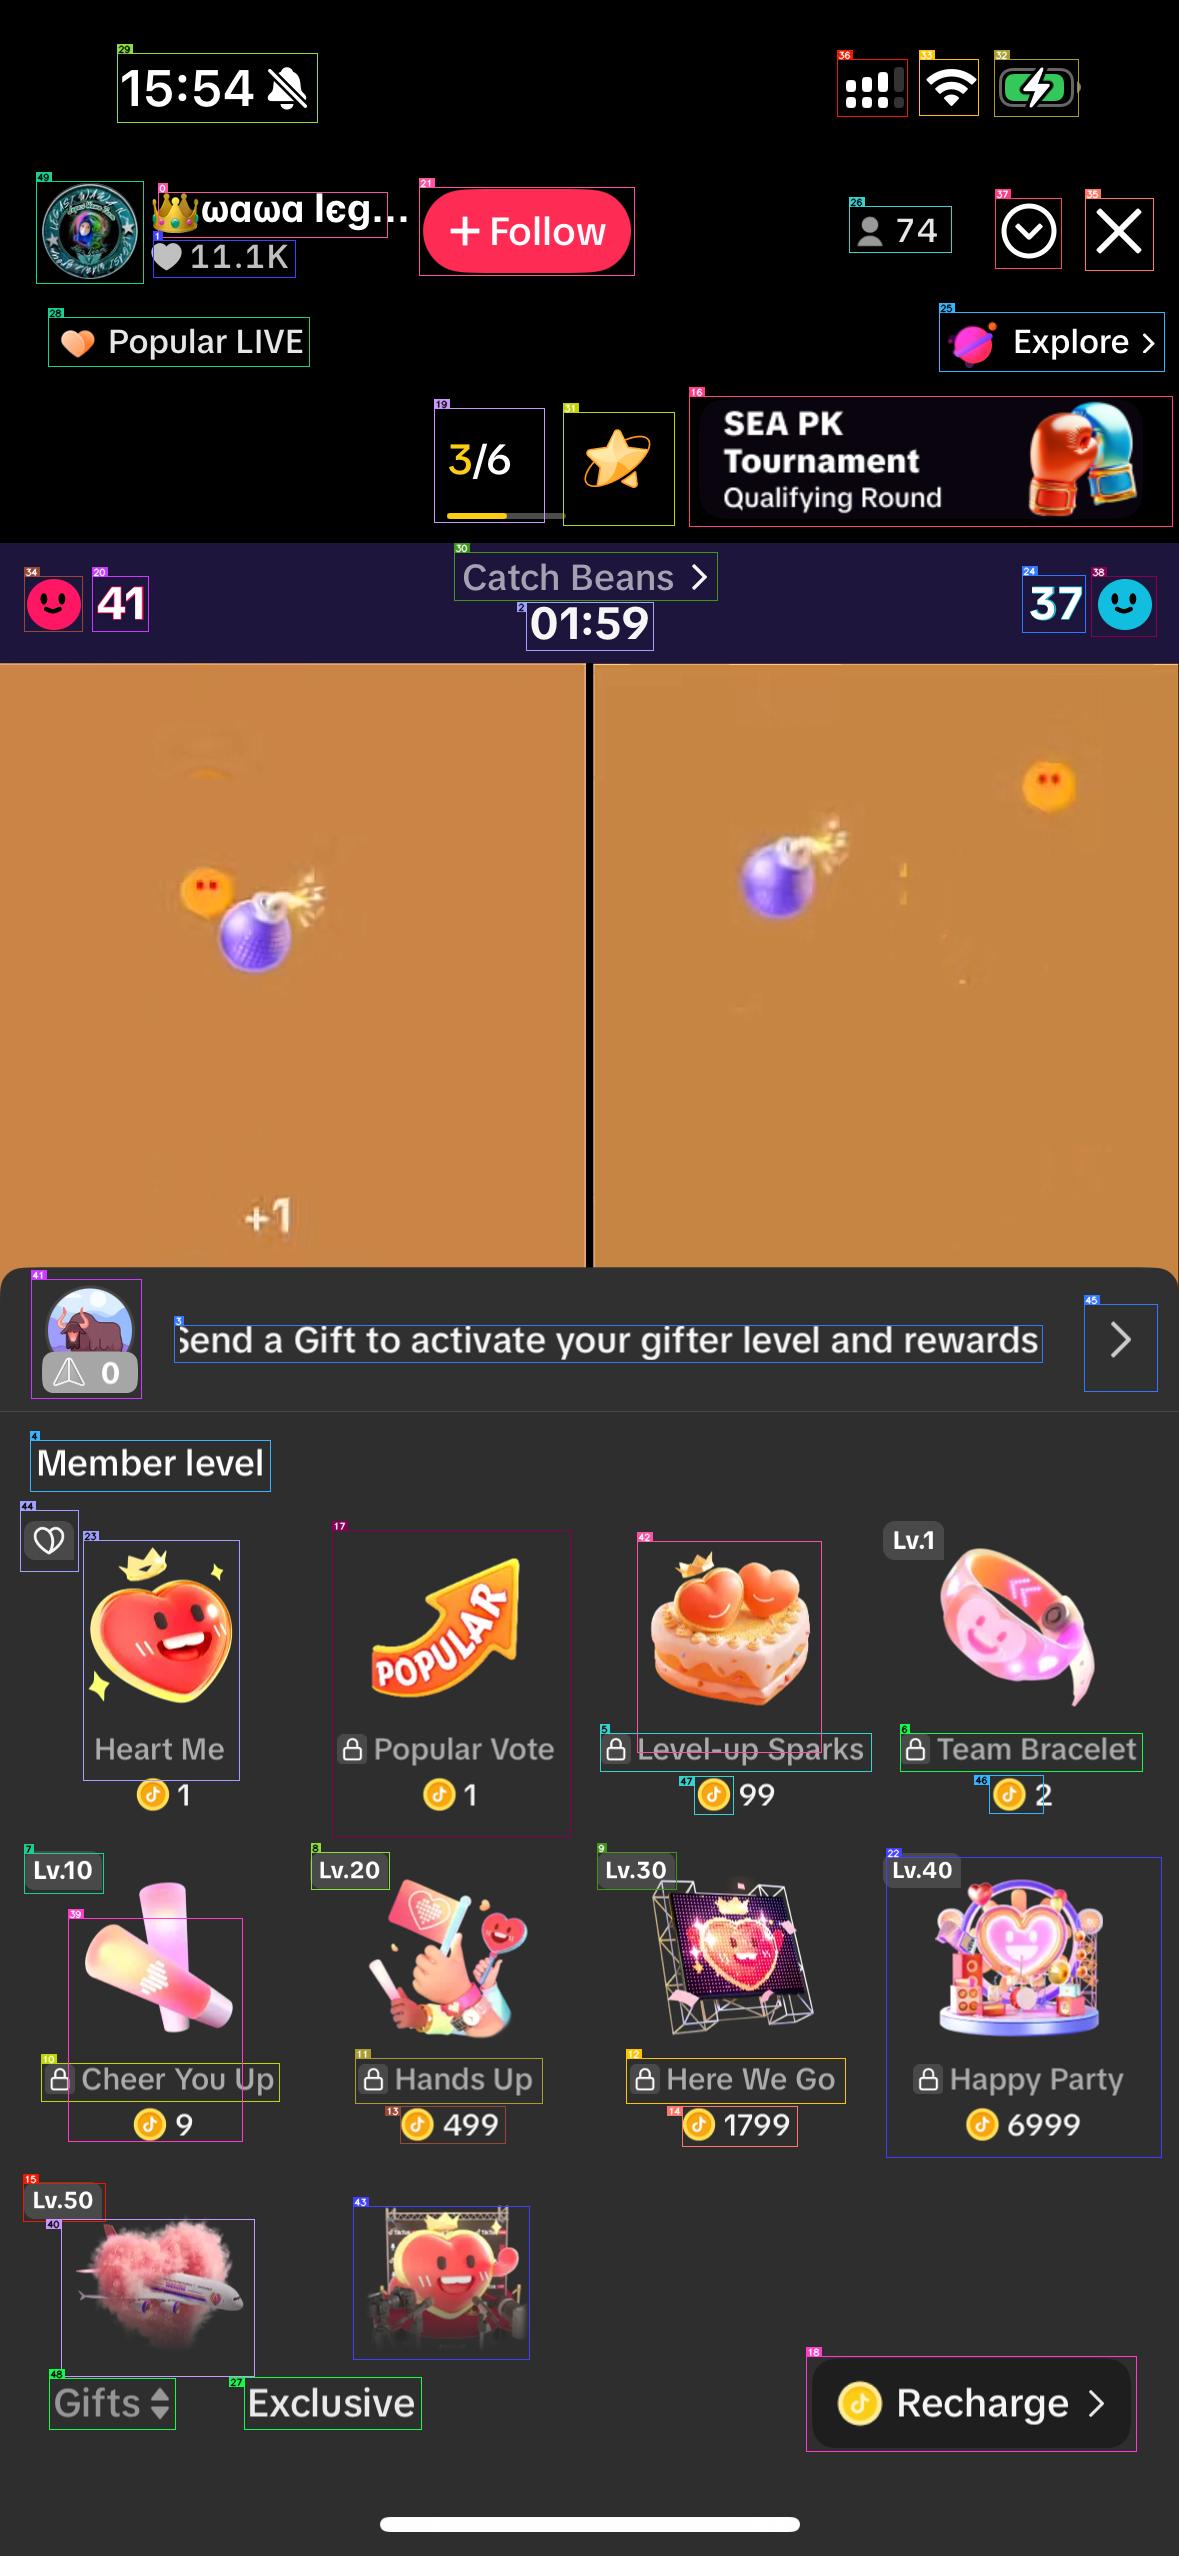 15:54
👑ωαωα lєg...
11.1K
+ Follow
74
Popular LIVE
Explore >
3/6
SEA PK
Tournament
Qualifying Round
Catch Beans >
41
01:59
37
+1
0
Send a Gift to activate your gifter level and rewards
Member level
Lv.1
POPULAR
Heart Me
Popular Vote
Level-up Sparks
Team Bracelet
1
1
99
2
Lv.10
Lv.20
Lv.30
Lv.40
Cheer You Up
Hands Up
Here We Go
Happy Party
9
499
1799
6999
Lv.50
Gifts
Exclusive
Recharge >